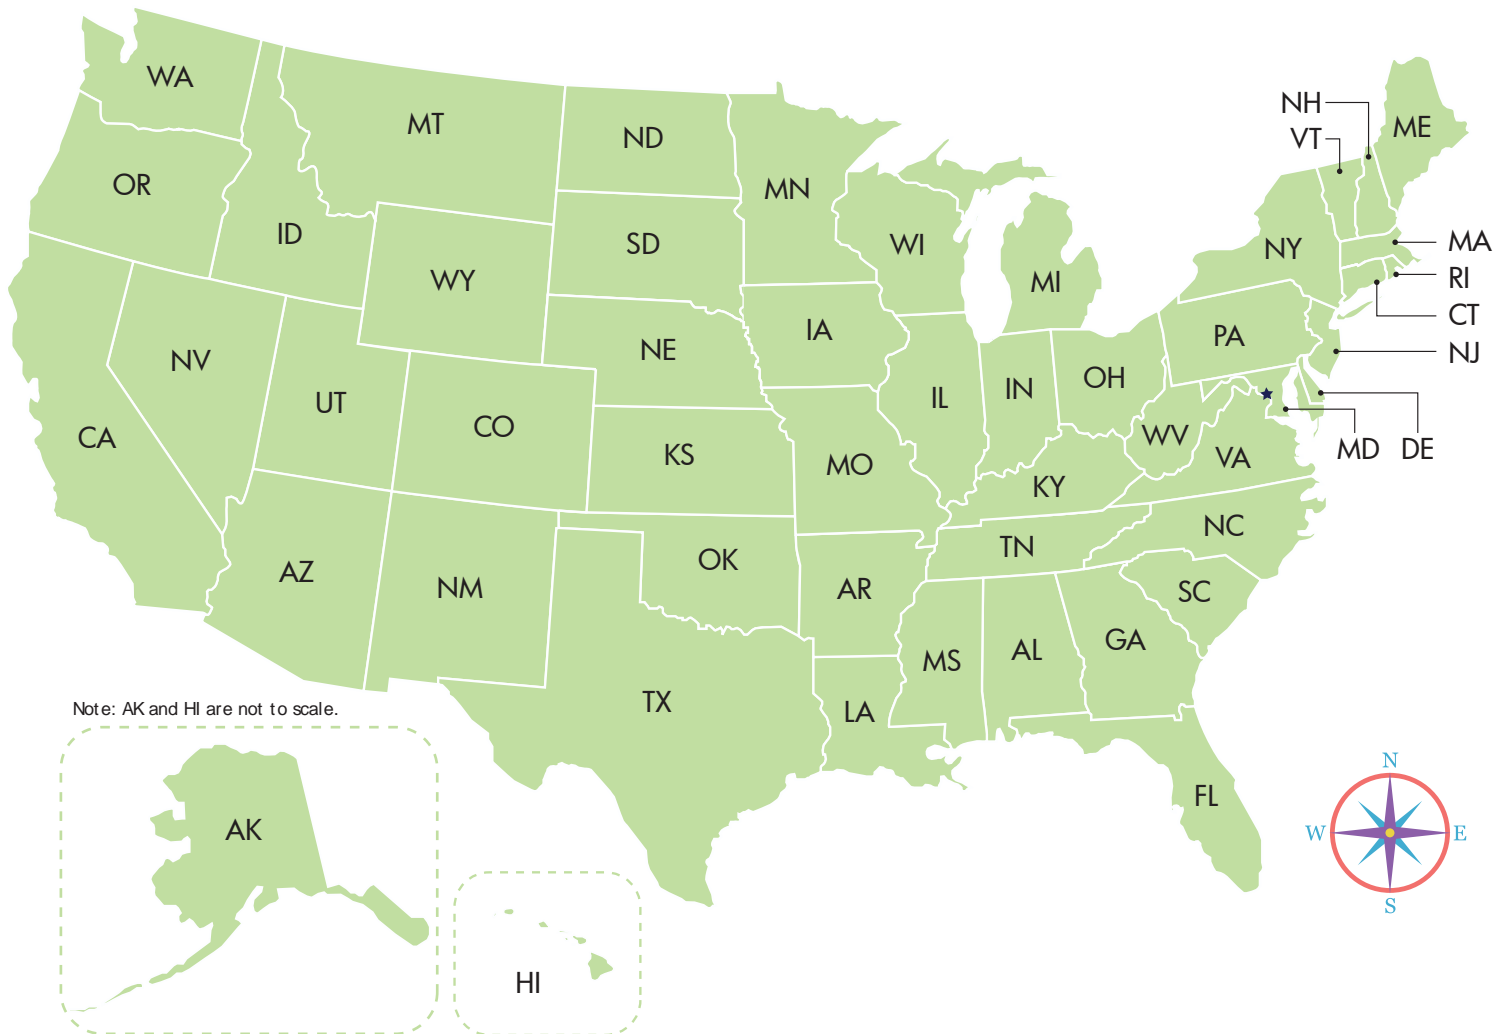 WA
MT
ND
MN
NH
VT
ME
OR
ID
WY
SD
WI
MI
NY
MA
RI
CT
NJ
NV
UT
CO
NE
IA
IL
IN
OH
PA
CA
KS
MO
KY
WV
VA
MD
DE
AZ
NM
OK
AR
TN
NC
SC
TX
LA
MS
AL
GA
FL
Note: AK and HI are not to scale.
AK
HI
N
W
E
S